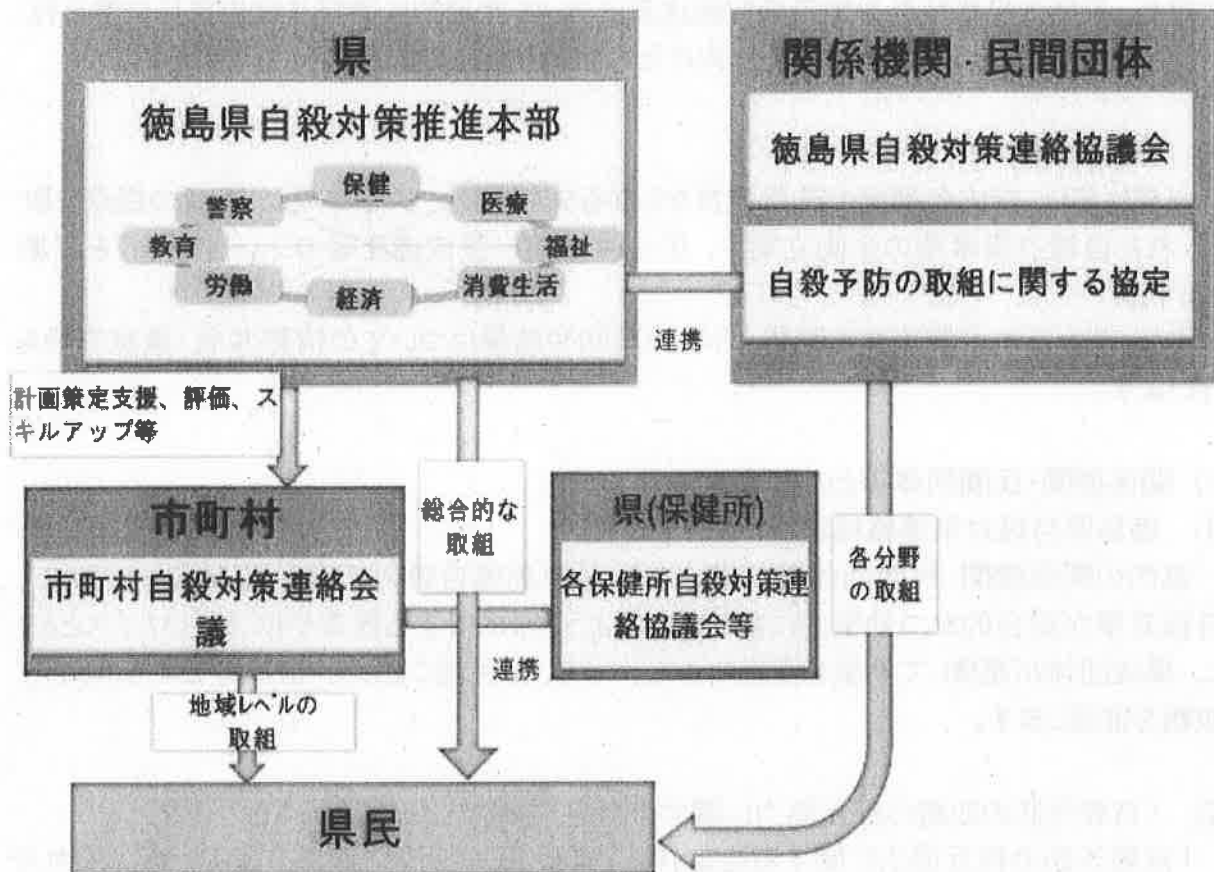 県
徳島県自殺対策推進本部
保健
警察
医療
教育
福祉
労働
消費生活
経済
関係機関・民間団体
徳島県自殺対策連絡協議会
自殺予防の取組に関する協定
連携
計画策定支援、評価、ス
キルアップ等
総合的な
取組
各分野
の取組
市町村
市町村自殺対策連絡会
議
県(保健所)
各保健所自殺対策連
絡協議会等
連携
地域レベルの
取組
県民